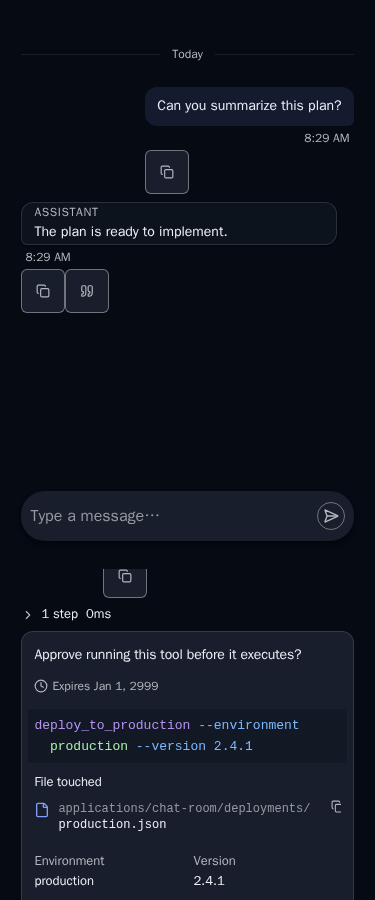 Today
Can you summarize this plan?
8:29 AM
ASSISTANT
The plan is ready to implement.
8:29 AM
Type a message···
1 step 0ms
Approve running this tool before it executes?
Expires Jan 1, 2999
deploy_to_production --environment
production --version 2.4.1
File touched
applications/chat-room/deployments/
production.json
Environment Version
production 2.4.1